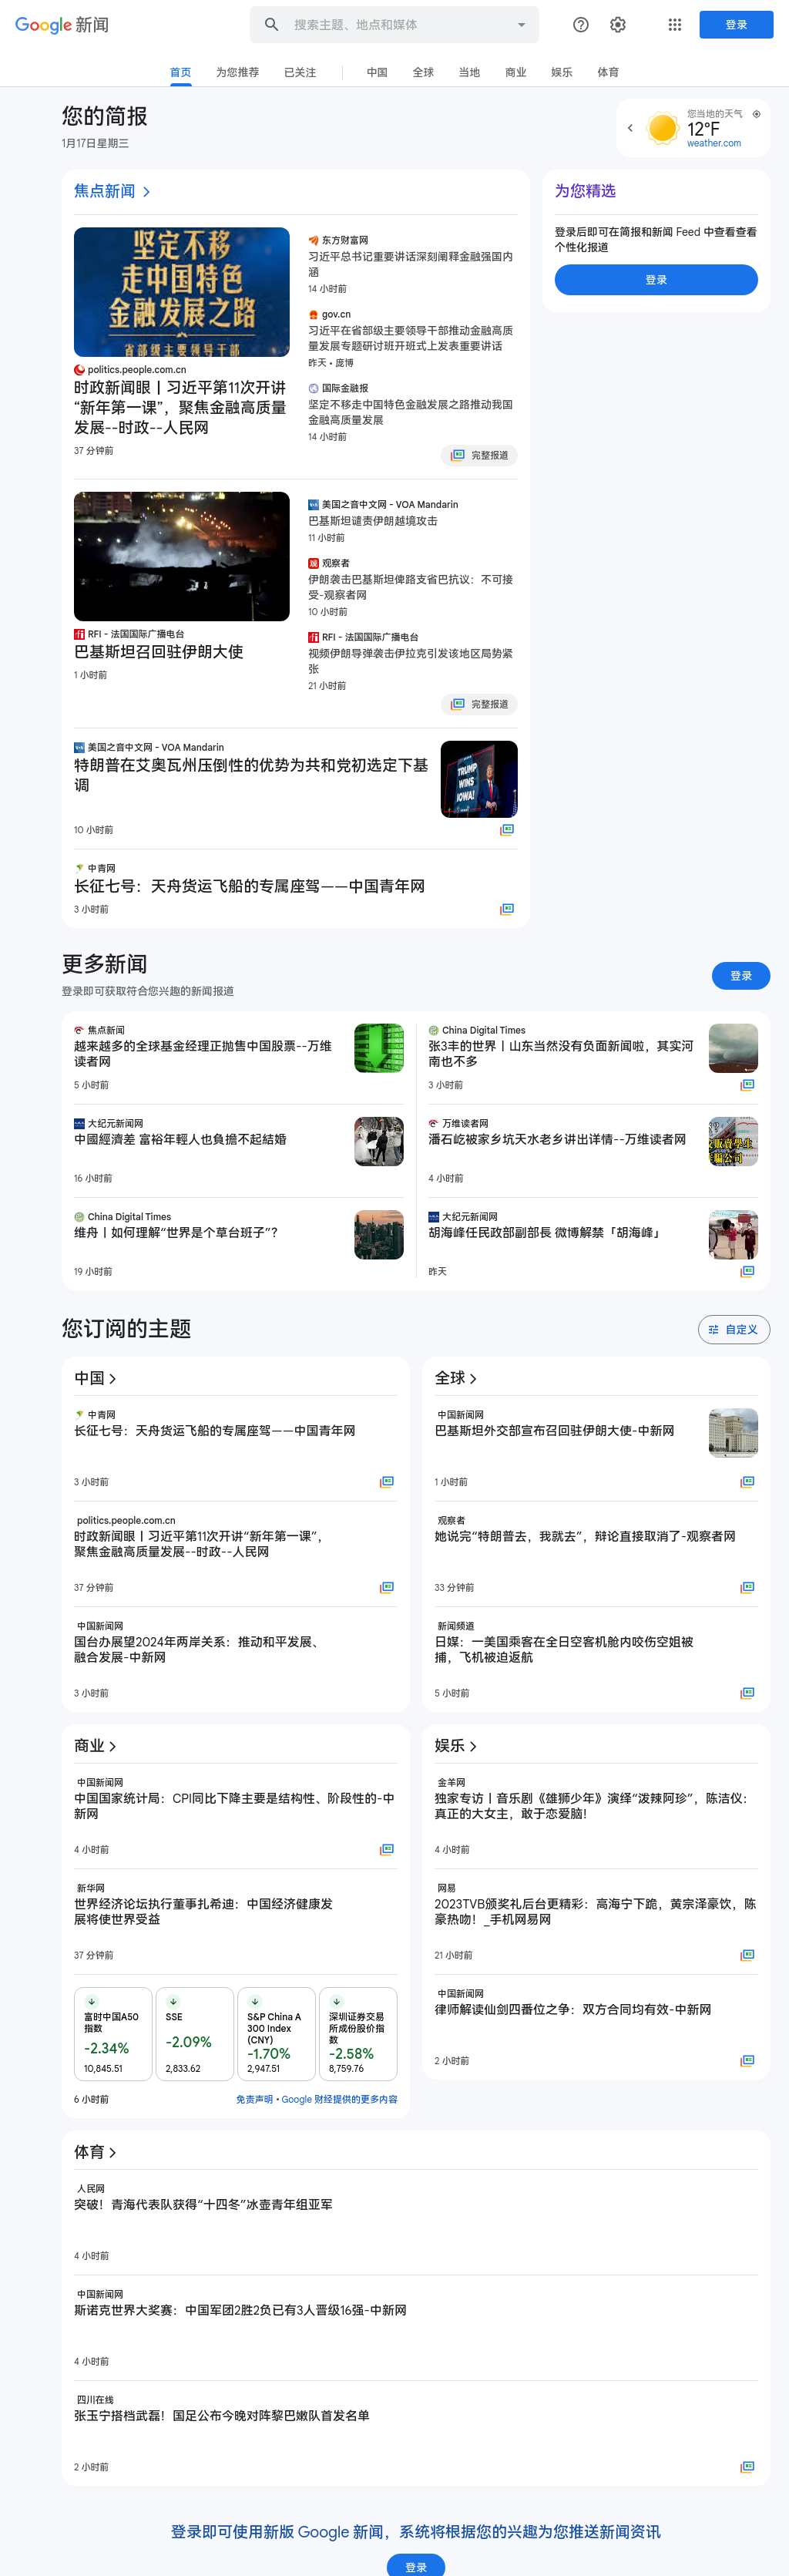 Google 新闻
搜索主题、地点和媒体
登录
首页
为您推荐
已关注
中国
全球
当地
商业
娱乐
体育
您的简报
1月17日星期三
您当地的天气
12°F
weather.com
焦点新闻
坚定不移
走中国特色
金融发展之路
省部级主要领导干部
politics.people.com.cn
时政新闻眼丨习近平第11次开讲
“新年第一课”，聚焦金融高质量
发展--时政--人民网
37 分钟前
东方财富网
习近平总书记重要讲话深刻阐释金融强国内
涵
14 小时前
gov.cn
习近平在省部级主要领导干部推动金融高质
量发展专题研讨班开班式上发表重要讲话
昨天 • 庞博
国际金融报
坚定不移走中国特色金融发展之路推动我国
金融高质量发展
14 小时前
完整报道
为您精选
登录后即可在简报和新闻 Feed 中查看查看
个性化报道
登录
RFI - 法国国际广播电台
巴基斯坦召回驻伊朗大使
1 小时前
美国之音中文网 - VOA Mandarin
巴基斯坦谴责伊朗越境攻击
11 小时前
观察者
伊朗袭击巴基斯坦俾路支省巴抗议：不可接
受-观察者网
10 小时前
RFI - 法国国际广播电台
视频伊朗导弹袭击伊拉克引发该地区局势紧
张
21 小时前
完整报道
美国之音中文网 - VOA Mandarin
特朗普在艾奥瓦州压倒性的优势为共和党初选定下基
调
10 小时前
TRUMP
WINS
IOWA!
中青网
长征七号：天舟货运飞船的专属座驾——中国青年网
3 小时前
更多新闻
登录即可获取符合您兴趣的新闻报道
登录
焦点新闻
越来越多的全球基金经理正抛售中国股票--万维
读者网
5 小时前
China Digital Times
张3丰的世界丨山东当然没有负面新闻啦，其实河
南也不多
3 小时前
大纪元新闻网
中國經濟差 富裕年輕人也負擔不起結婚
16 小时前
万维读者网
潘石屹被家乡坑天水老乡讲出详情--万维读者网
4 小时前
China Digital Times
维舟丨如何理解“世界是个草台班子”？
19 小时前
大纪元新闻网
胡海峰任民政部副部長 微博解禁「胡海峰」
昨天
您订阅的主题
自定义
中国
中青网
长征七号：天舟货运飞船的专属座驾——中国青年网
3 小时前
politics.people.com.cn
时政新闻眼丨习近平第11次开讲“新年第一课”，
聚焦金融高质量发展--时政--人民网
37 分钟前
中国新闻网
国台办展望2024年两岸关系：推动和平发展、
融合发展-中新网
3 小时前
全球
中国新闻网
巴基斯坦外交部宣布召回驻伊朗大使-中新网
1 小时前
观察者
她说完“特朗普去，我就去”，辩论直接取消了-观察者网
33 分钟前
新闻频道
日媒：一美国乘客在全日空客机舱内咬伤空姐被
捕，飞机被迫返航
5 小时前
商业
中国新闻网
中国国家统计局：CPI同比下降主要是结构性、阶段性的-中
新网
4 小时前
新华网
世界经济论坛执行董事扎希迪：中国经济健康发
展将使世界受益
37 分钟前
富时中国A50
指数
-2.34%
10,845.51
SSE
-2.09%
2,833.62
S&P China A
300 Index
(CNY)
-1.70%
2,947.51
深圳证券交易
所成份股价指
数
-2.58%
8,759.76
6 小时前
免责声明 • Google 财经提供的更多内容
娱乐
金羊网
独家专访丨音乐剧《雄狮少年》演绎“泼辣阿珍”，陈洁仪：
真正的大女主，敢于恋爱脑！
4 小时前
网易
2023TVB颁奖礼后台更精彩：高海宁下跪，黄宗泽豪饮，陈
豪热吻！_手机网易网
21 小时前
中国新闻网
律师解读仙剑四番位之争：双方合同均有效-中新网
2 小时前
体育
人民网
突破！青海代表队获得“十四冬”冰壶青年组亚军
4 小时前
中国新闻网
斯诺克世界大奖赛：中国军团2胜2负已有3人晋级16强-中新网
4 小时前
四川在线
张玉宁搭档武磊！国足公布今晚对阵黎巴嫩队首发名单
2 小时前
登录即可使用新版 Google 新闻，系统将根据您的兴趣为您推送新闻资讯
登录